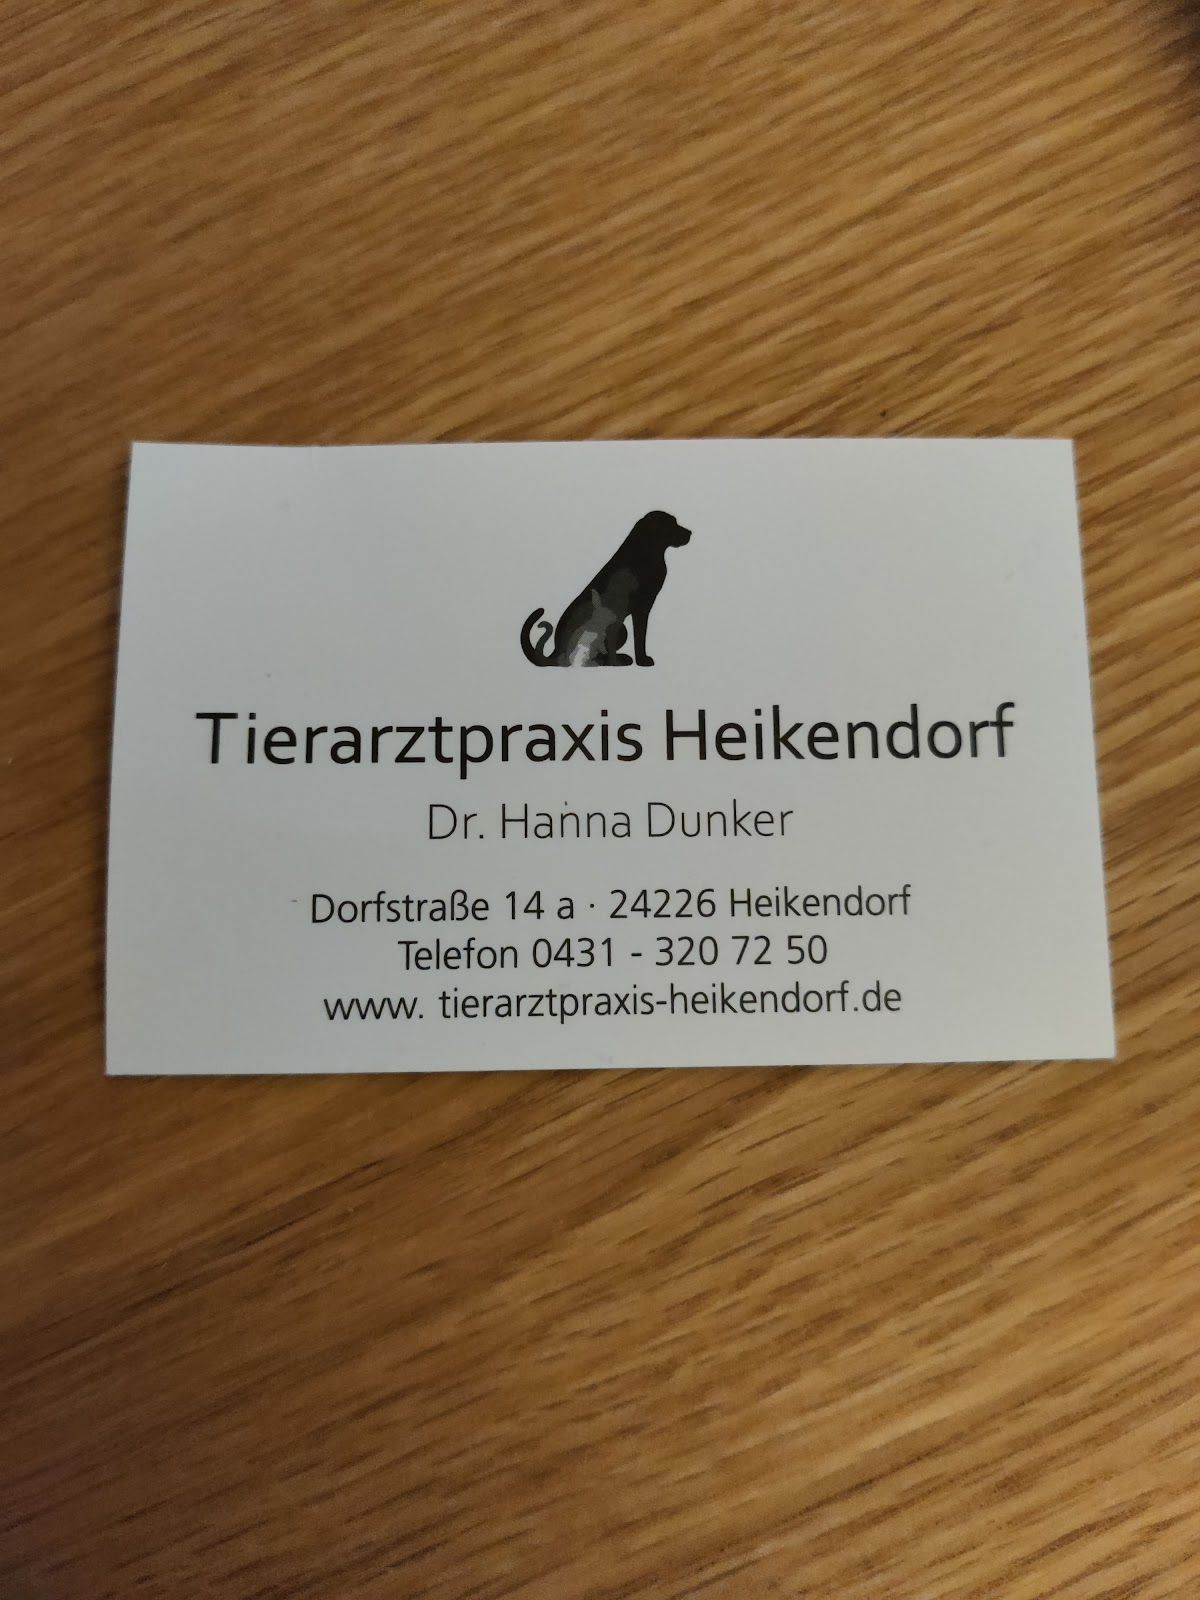 Tierarztpraxis Heikendorf
Dr. Hanna Dunker
Dorfstraße 14 a · 24226 Heikendorf
Telefon 0431 - 320 72 50
www. tierarztpraxis-heikendorf.de